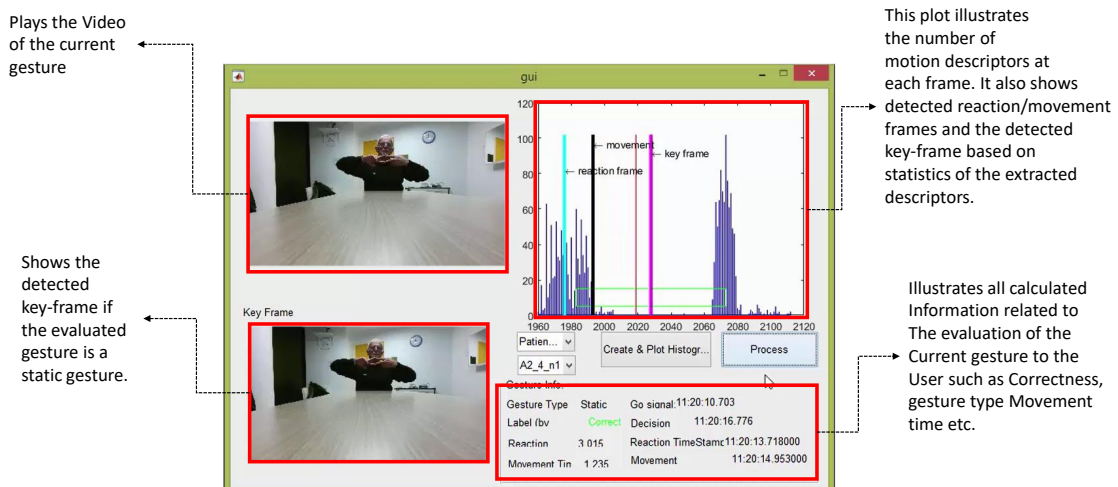 Plays the Video
of the current
gesture
This plot illustrates
the number of
motion descriptors at
each frame. It also shows
detected reaction/movement
frames and the detected
key-frame based on
statistics of the extracted
descriptors.
gui
120
100
80
60
40
20
0
← movement
← key frame
← reaction frame
1960 1980 2000 2020 2040 2060 2080 2100 2120
Shows the
detected
key-frame if
the evaluated
gesture is a
static gesture.
Key Frame
Patien...
Create & Plot Histogr...
Process
A2_4_n1
Gesture Info.
Gesture Type Static Go signal: 11:20:10.703
Label (by Correct Decision 11:20:16.776
Reaction 3.015 Reaction TimeStamp 11:20:13.718000
Movement Tim 1.235 Movement 11:20:14.953000
Illustrates all calculated
Information related to
The evaluation of the
Current gesture to the
User such as Correctness,
gesture type Movement
time etc.